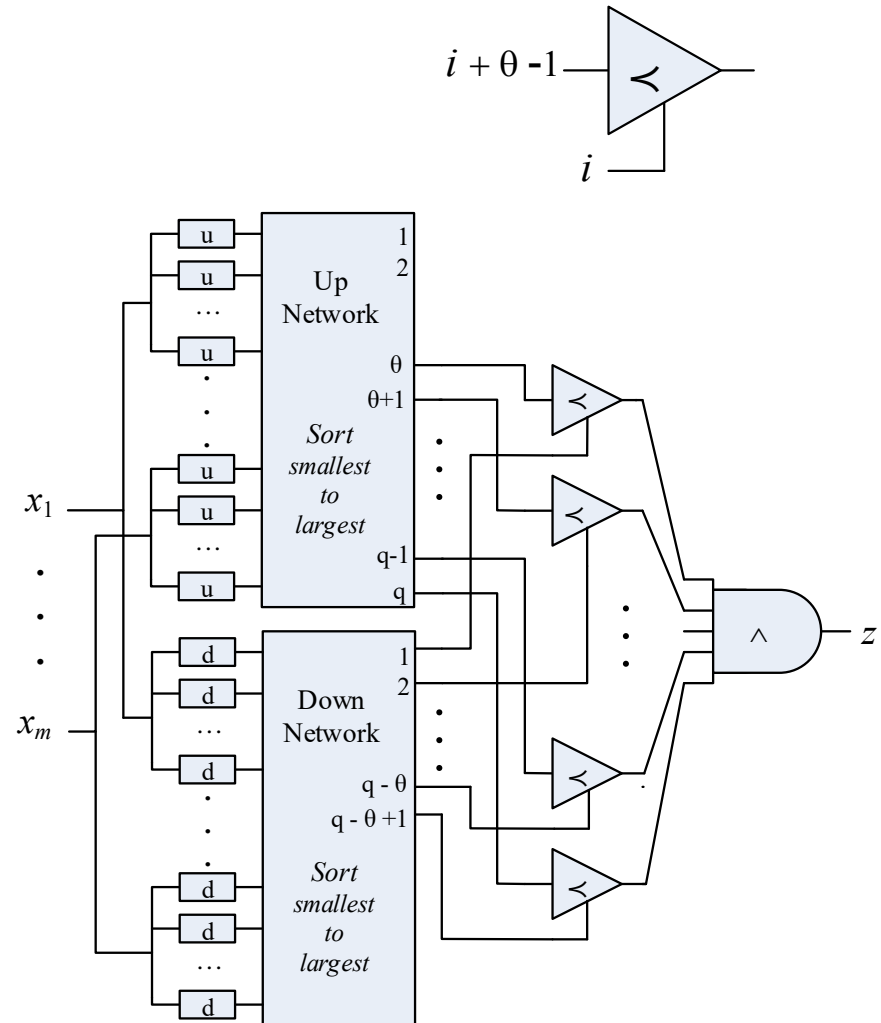 i + θ -1
≺
i
u
1
u
2
Up
Network
...
u
θ
≺
θ+1
Sort
smallest
to
largest
u
x1
u
≺
...
q-1
u
q
^
z
d
1
d
2
Down
Network
xm
...
≺
d
q - θ
q - θ +1
Sort
smallest
to
largest
≺
d
d
...
d